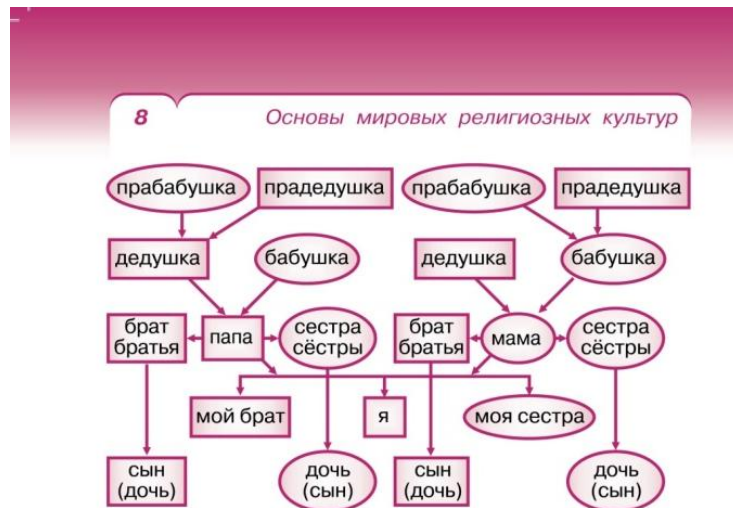 8 Основы мировых религиозных культур
прабабушка прадедушка прабабушка прадедушка
дедушка бабушка дедушка бабушка
брат братья папа сестра сёстры брат братья мама сестра сёстры
мой брат я моя сестра
сын (дочь) дочь (сын) сын (дочь) дочь (сын)